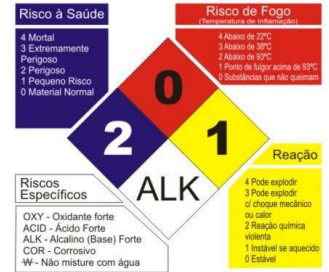 Risco à Saúde
4 Mortal
3 Extremamente
Perigoso
2 Perigoso
1 Pequeno Risco
0 Material Normal
Risco de Fogo
(Temperatura de Inflamação)
4 Abaixo de 22ºC
3 Abaixo de 38ºC
2 Abaixo de 93ºC
1 Ponto de fulgor acima de 93ºC
0 Substâncias que não queimam
0
2
1
ALK
Reação
4 Pode explodir
3 Pode explodir
c/ choque mecânico
ou calor
2 Reação química
violenta
1 Instável se aquecido
0 Estável
Riscos
Específicos
OXY - Oxidante forte
ACID - Ácido Forte
ALK - Alcalino (Base) Forte
COR - Corrosivo
W - Não misture com água